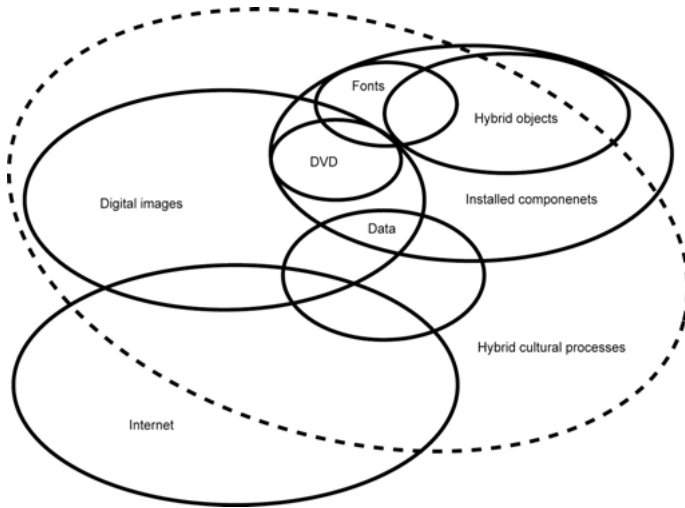 Fonts
Hybrid objects
DVD
Digital images
Installed componenets
Data
Hybrid cultural processes
Internet